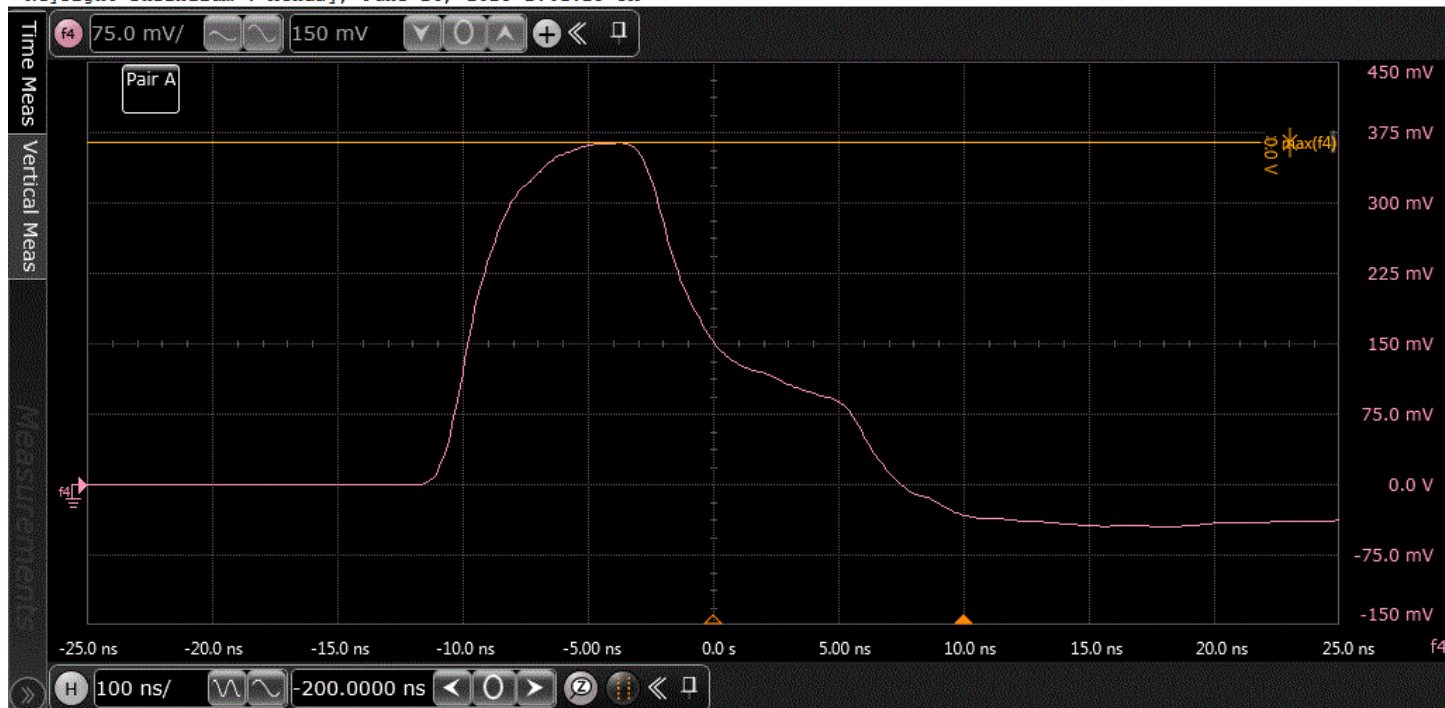 f4 75.0 mV/ 150 mV
Time Meas
Vertical Meas
Measurements
Pair A
450 mV
375 mV
300 mV
225 mV
150 mV
75.0 mV
0.0 V
-75.0 mV
-150 mV
max(f4)
0.0 V
f4
-25.0 ns -20.0 ns -15.0 ns -10.0 ns -5.00 ns 0.0 s 5.00 ns 10.0 ns 15.0 ns 20.0 ns 25.0 ns f4
H 100 ns/ -200.0000 ns Z